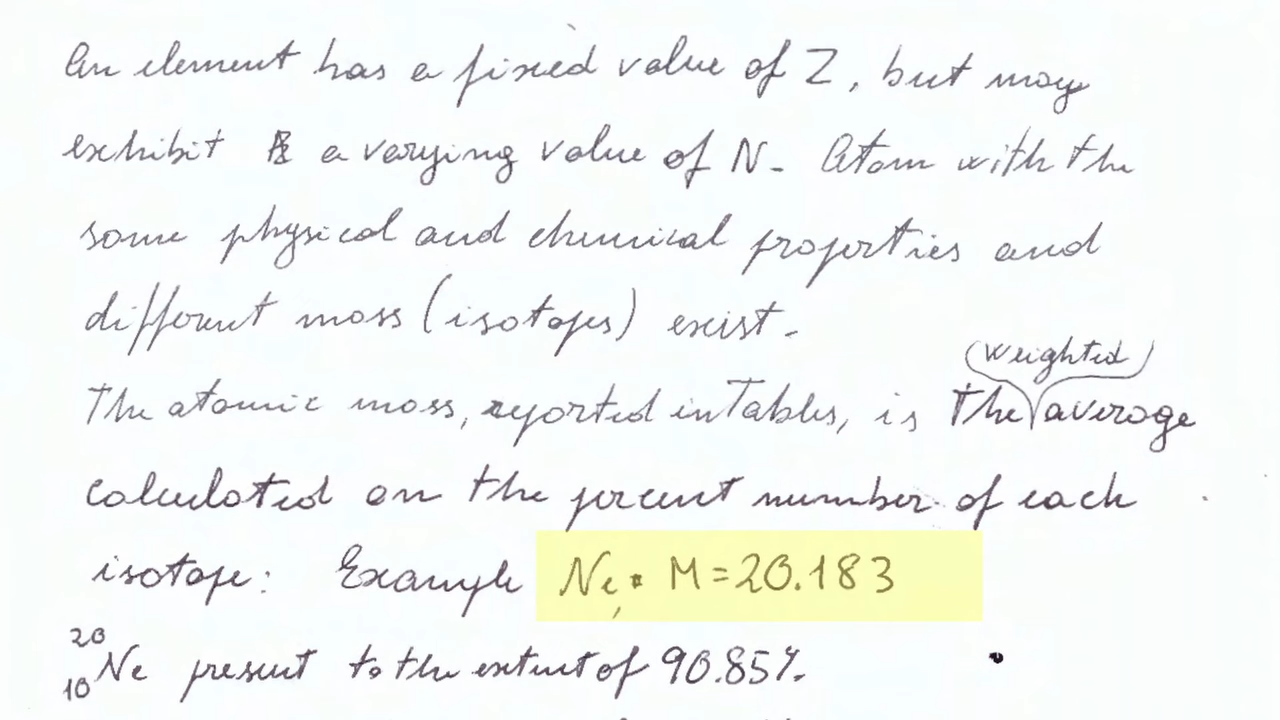 An element has a fixed value of Z, but may
exhibit a varying value of N. Atom with the
same physical and chemical properties and
different mass (isotopes) exist.
(weighted)
The atomic mass, reported in Tables, is the average
calculated on the percent number of each
isotope: Example Ne, M=20.183
20
10 Ne present to the extent of 90.85%.